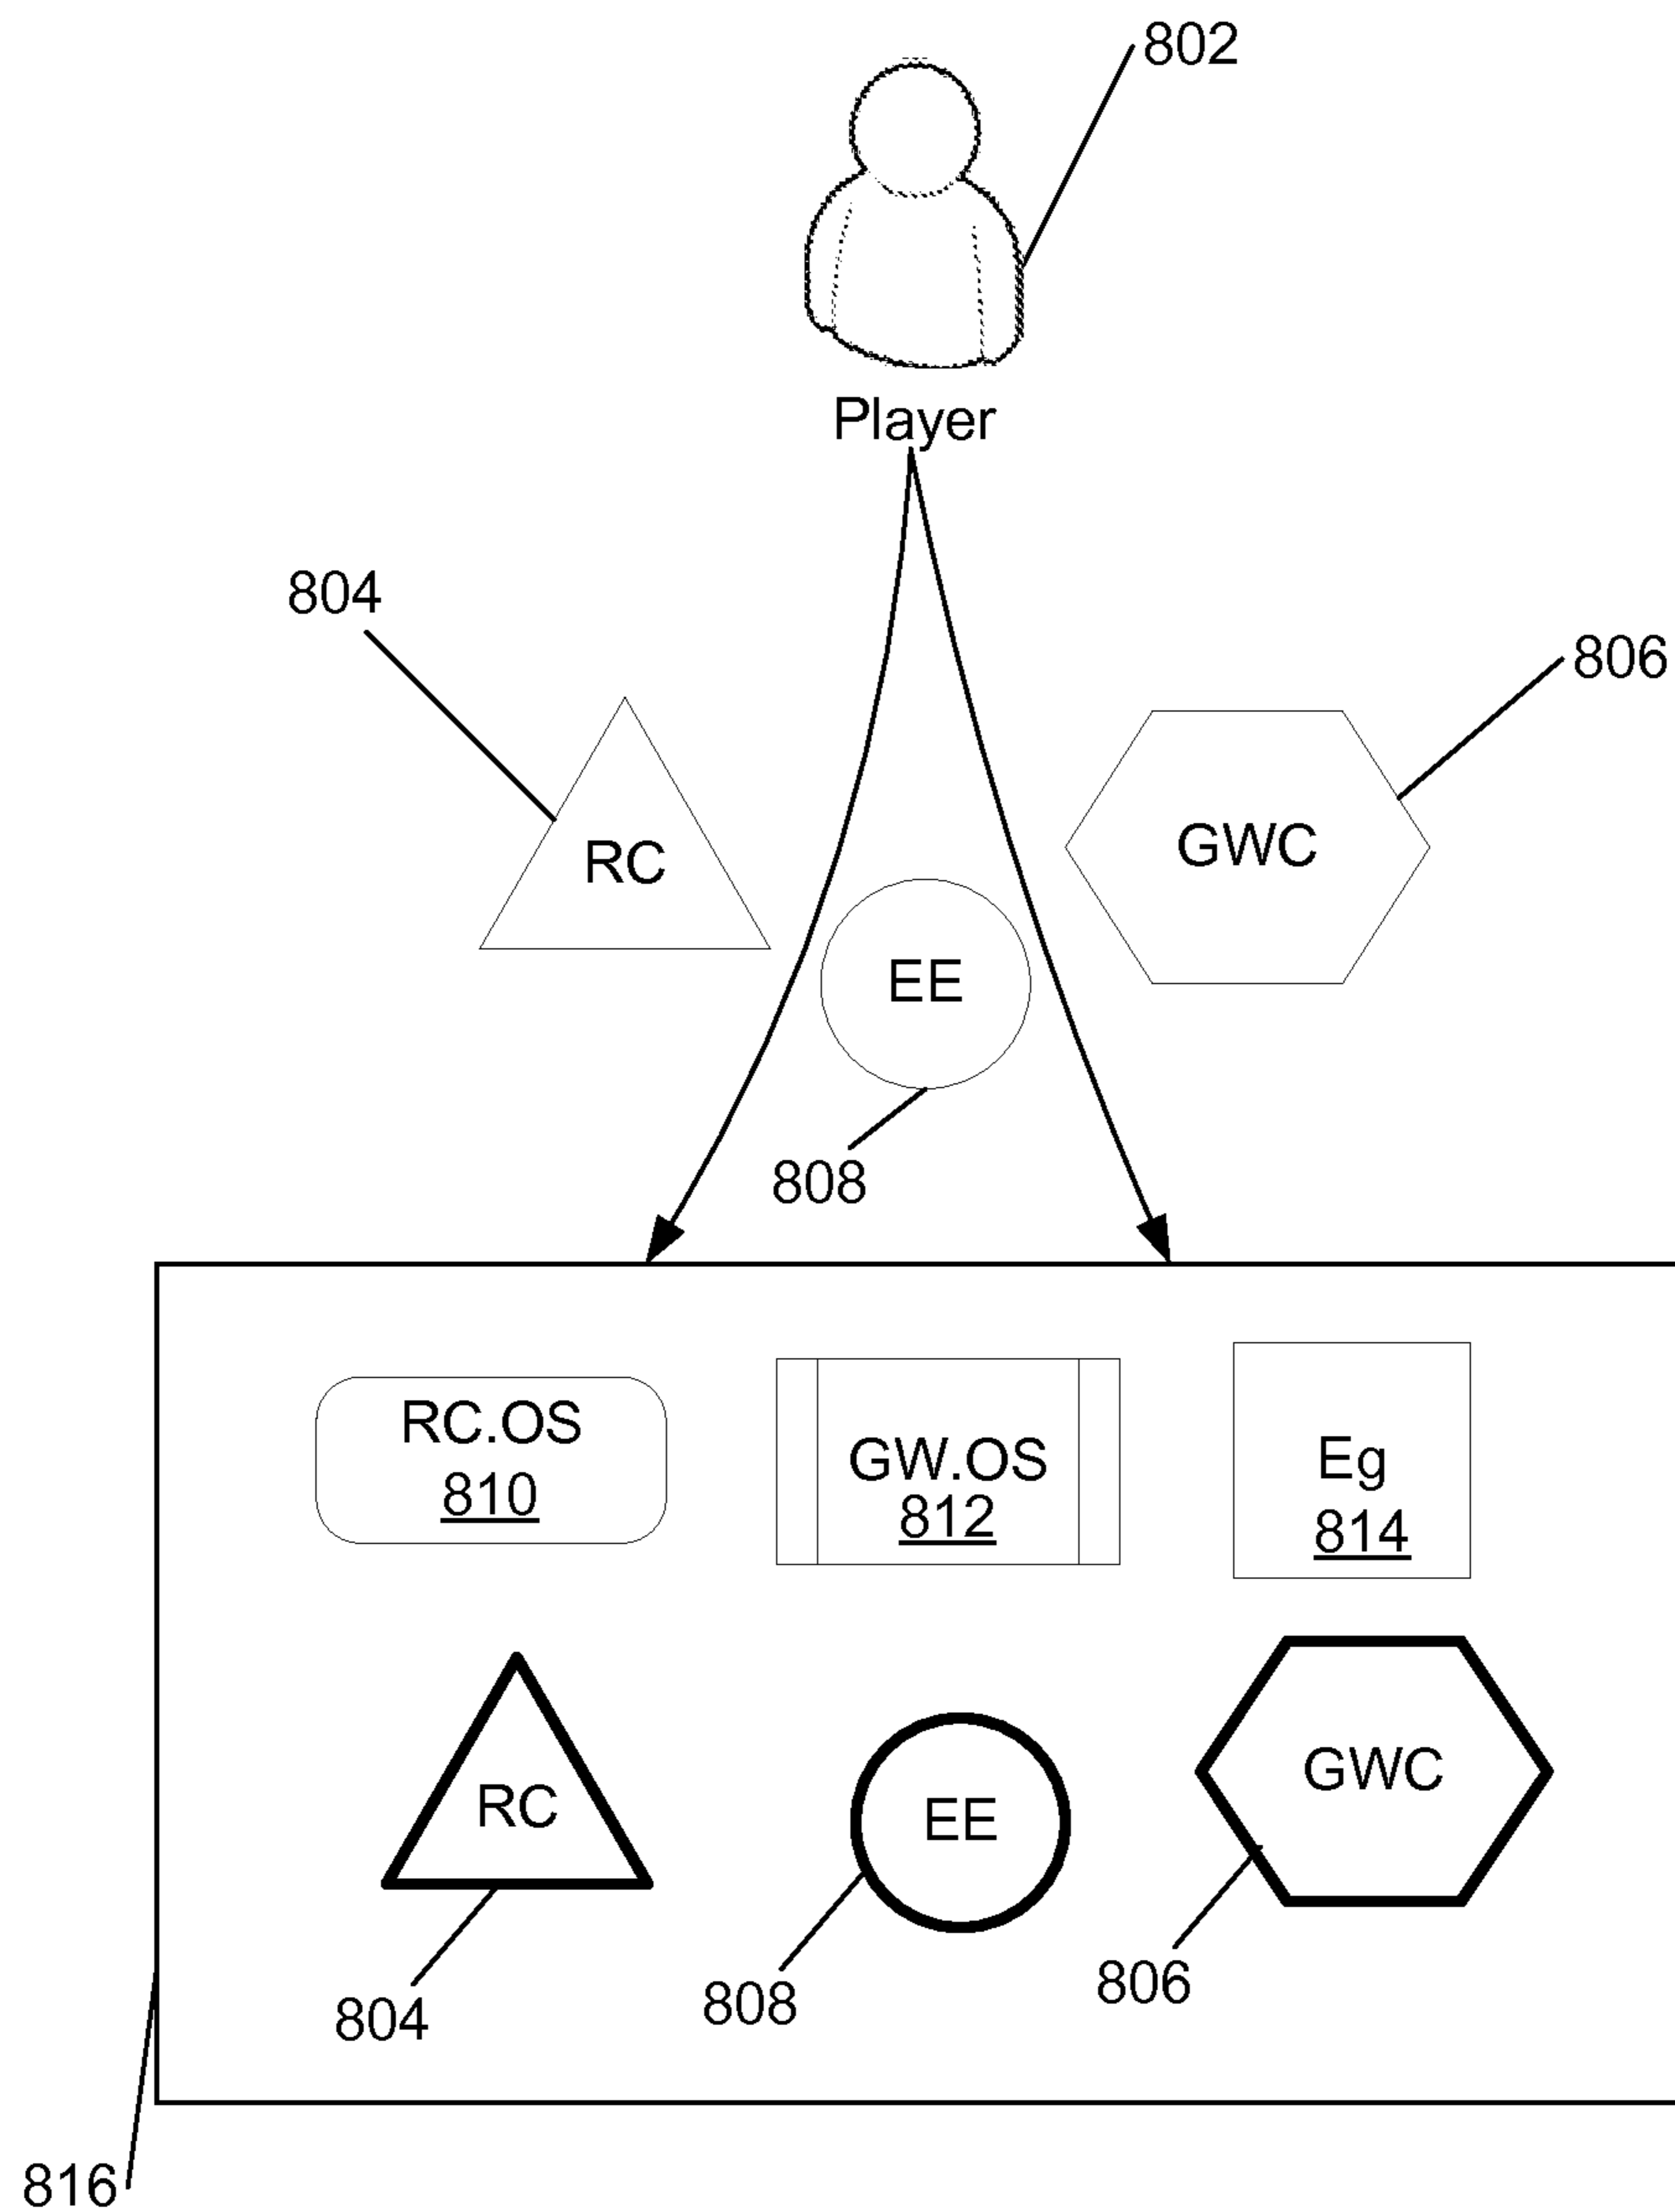 802
Player
804
806
RC
GWC
EE
808
RC.OS
810
GW.OS
812
Eg
814
RC
EE
GWC
804
808
806
816